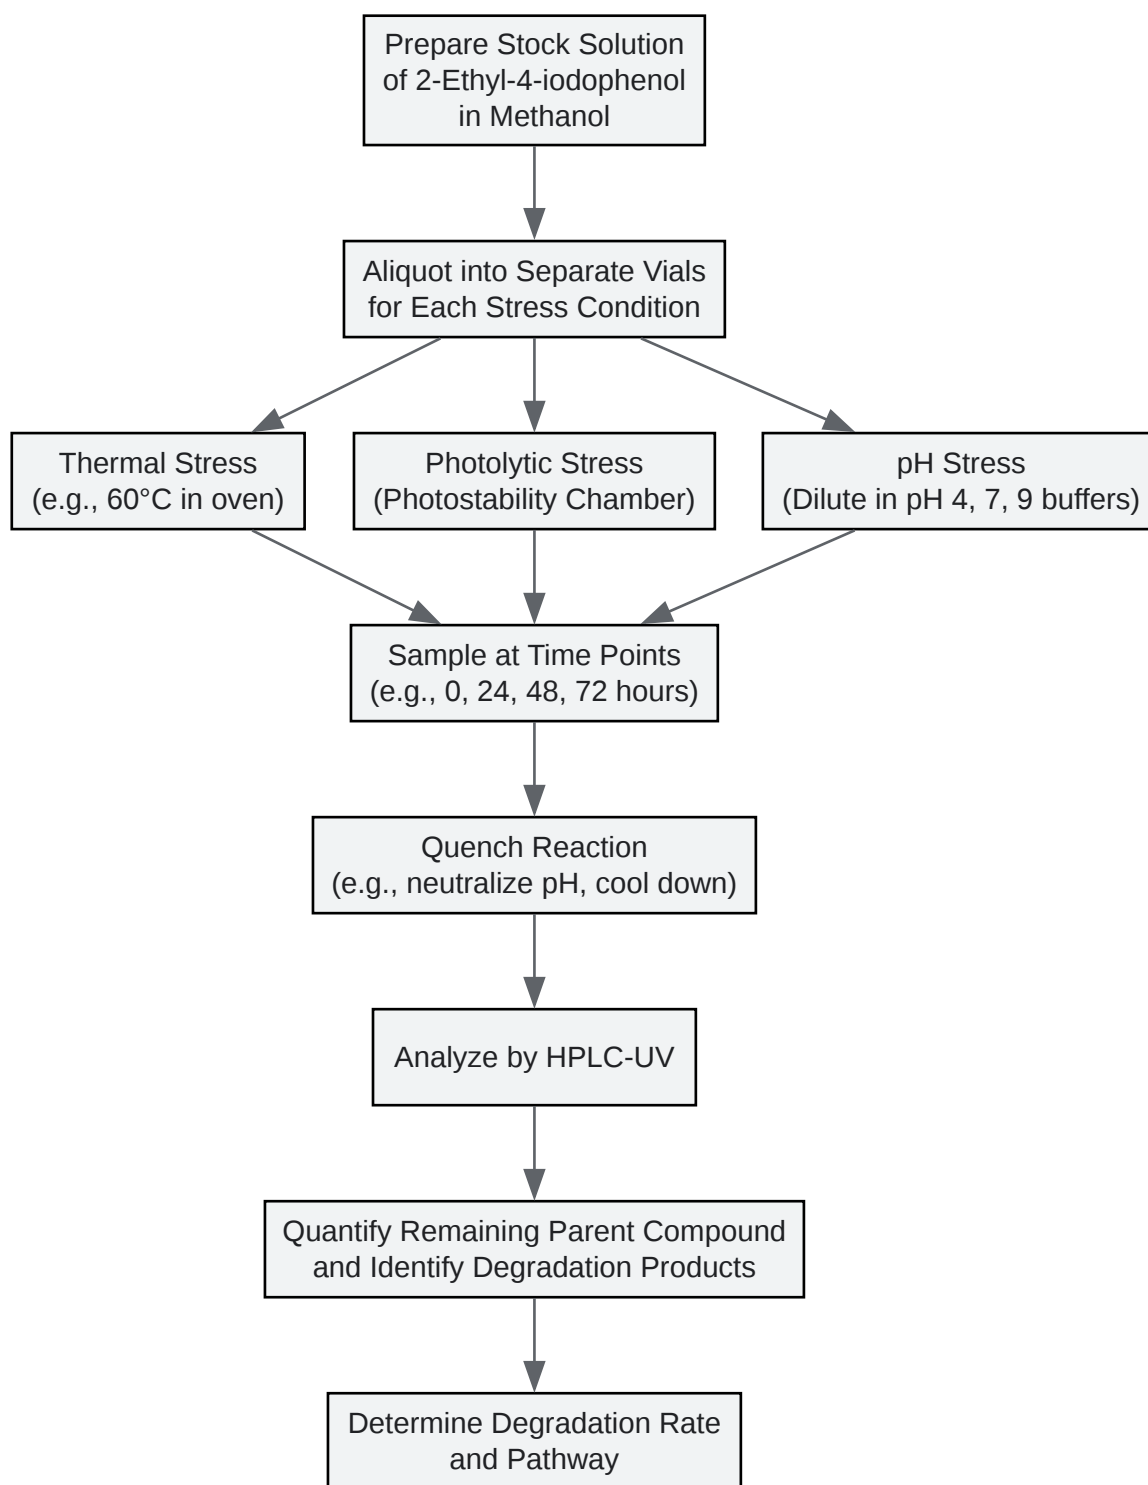 Prepare Stock Solution
of 2-Ethyl-4-iodophenol
in Methanol
Aliquot into Separate Vials
for Each Stress Condition
Thermal Stress
(e.g., 60°C in oven)
Photolytic Stress
(Photostability Chamber)
pH Stress
(Dilute in pH 4, 7, 9 buffers)
Sample at Time Points
(e.g., 0, 24, 48, 72 hours)
Quench Reaction
(e.g., neutralize pH, cool down)
Analyze by HPLC-UV
Quantify Remaining Parent Compound
and Identify Degradation Products
Determine Degradation Rate
and Pathway